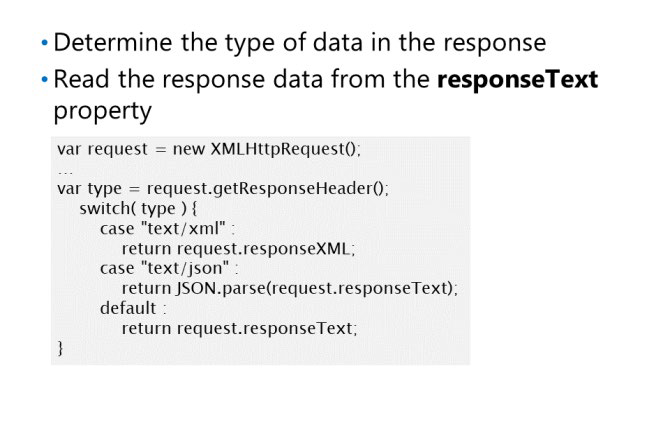 • Determine the type of data in the response
• Read the response data from the responseText
property
var request = new XMLHttpRequest();
...
var type = request.getResponseHeader();
switch( type ) {
case "text/xml" :
return request.responseXML;
case "text/json" :
return JSON.parse(request.responseText);
default :
return request.responseText;
}